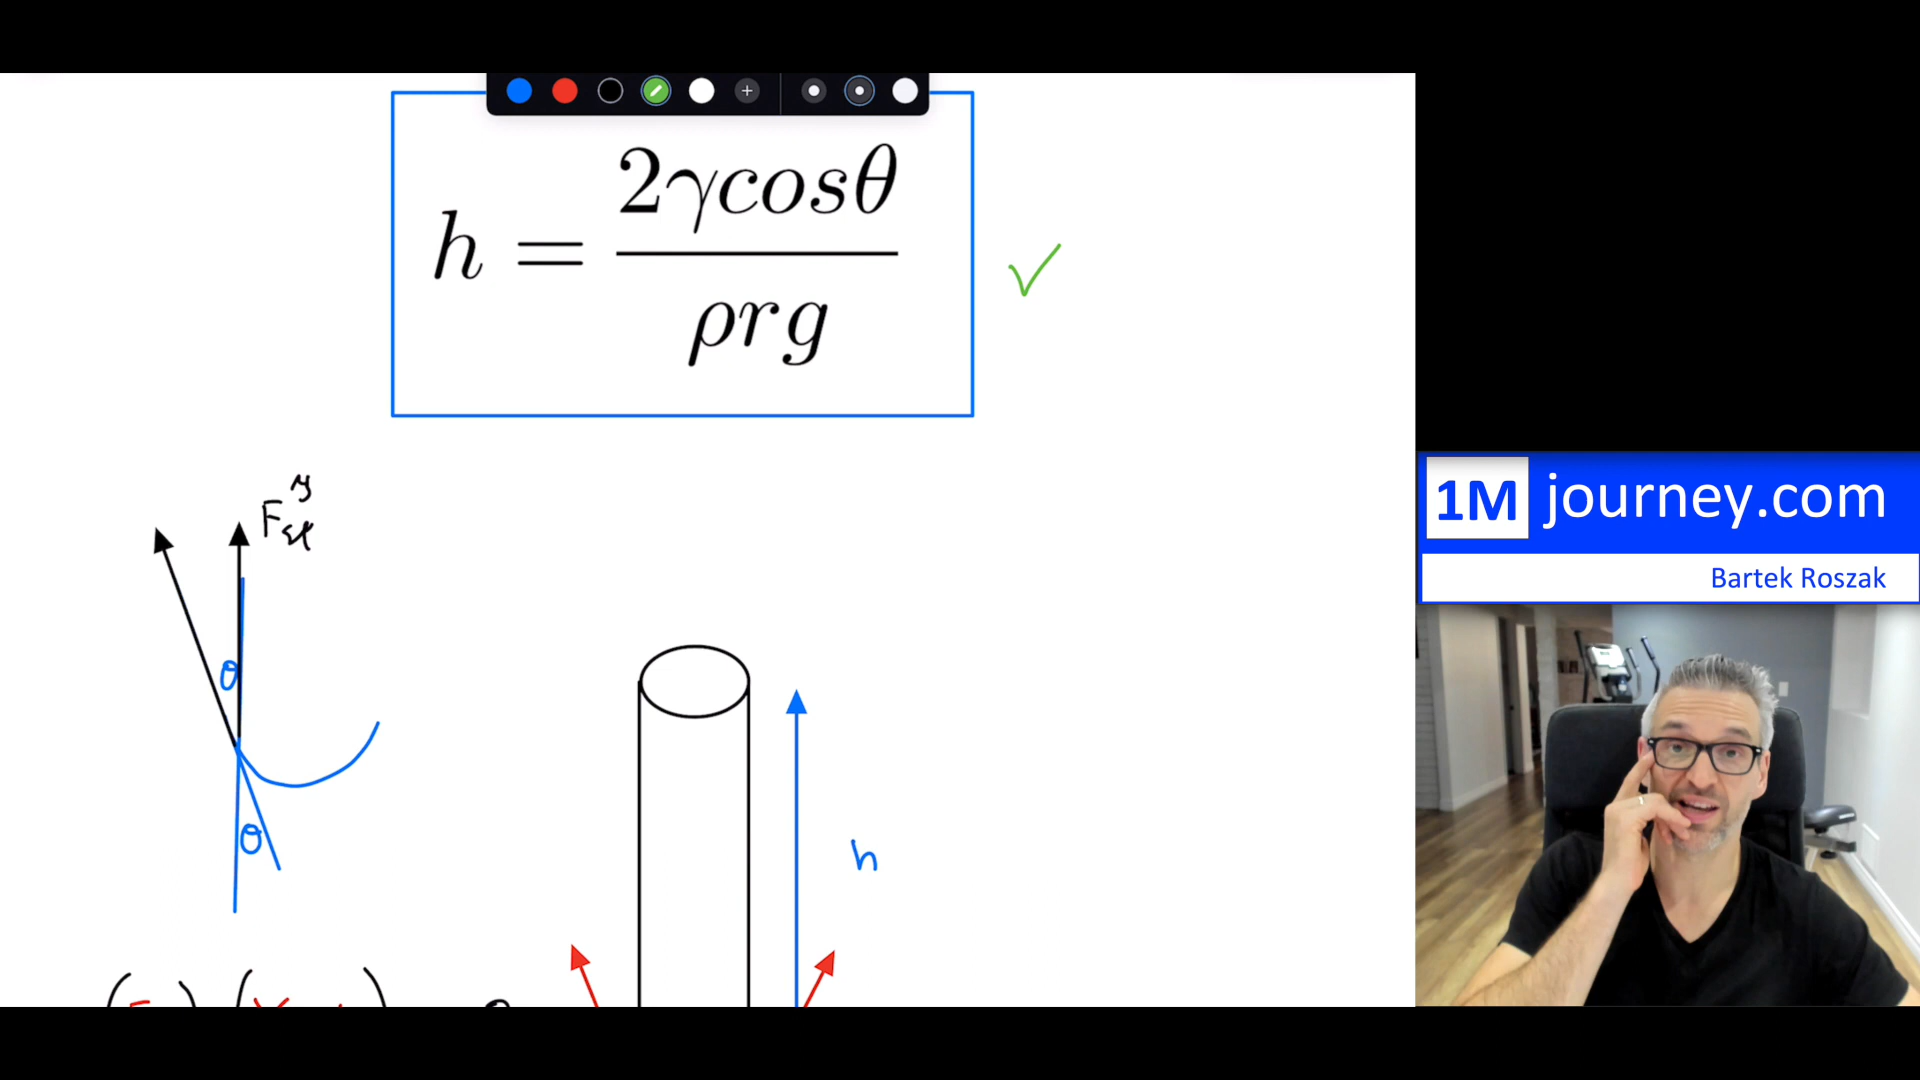 h = 2γcosθ / ρrg
F y
θ
θ
h
1M journey.com
Bartek Roszak